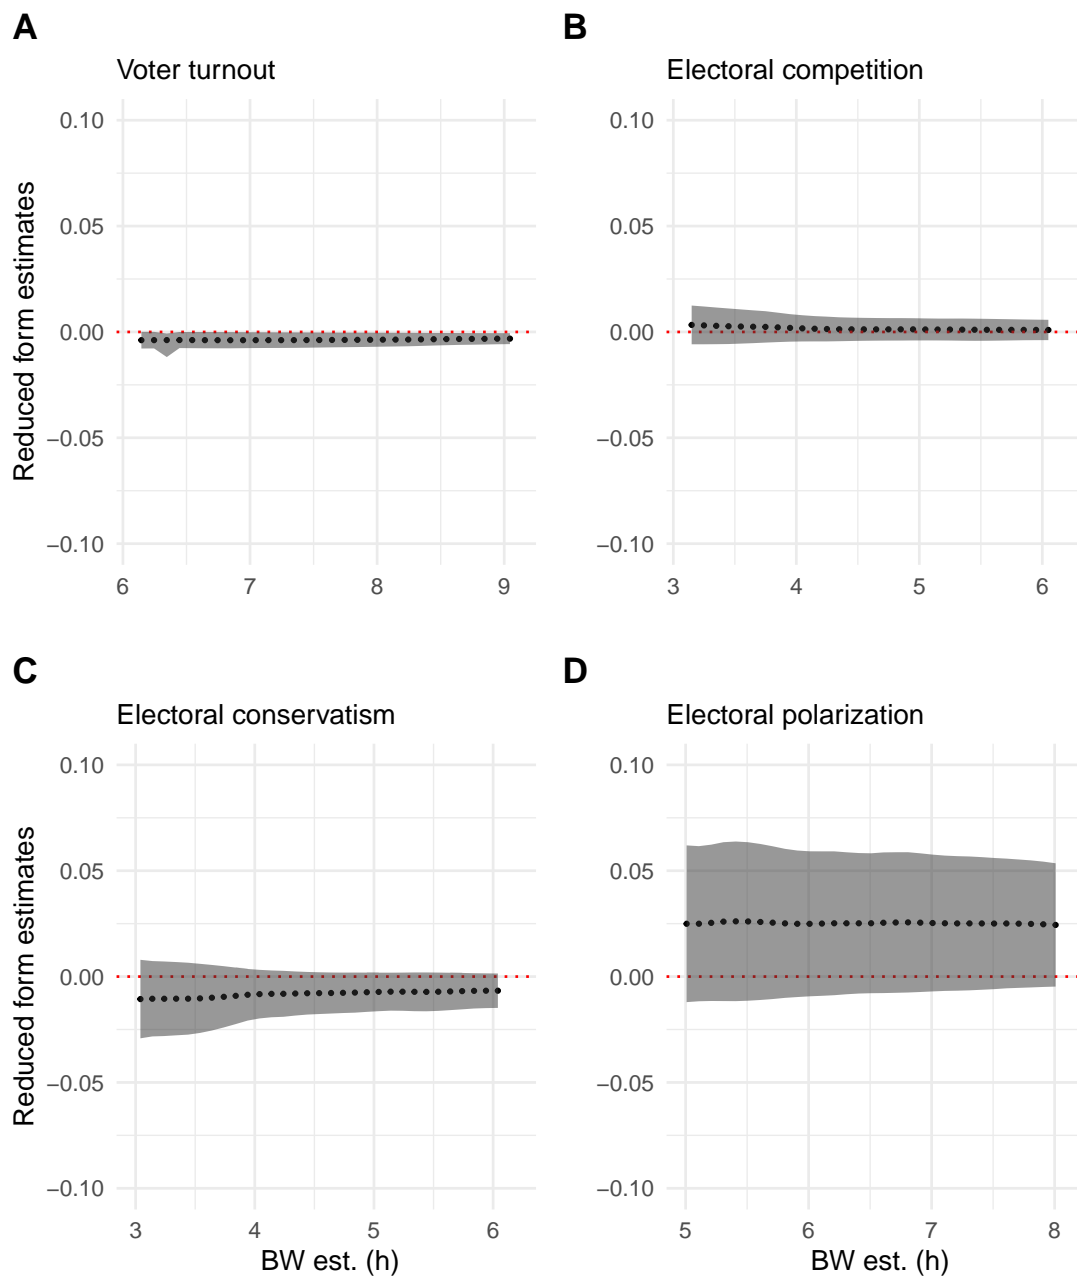 A
Voter turnout
Reduced form estimates
0.10
0.05
0.00
−0.05
−0.10
6 7 8 9
B
Electoral competition
0.10
0.05
0.00
−0.05
−0.10
3 4 5 6
C
Electoral conservatism
Reduced form estimates
0.10
0.05
0.00
−0.05
−0.10
3 4 5 6
BW est. (h)
D
Electoral polarization
0.10
0.05
0.00
−0.05
−0.10
5 6 7 8
BW est. (h)